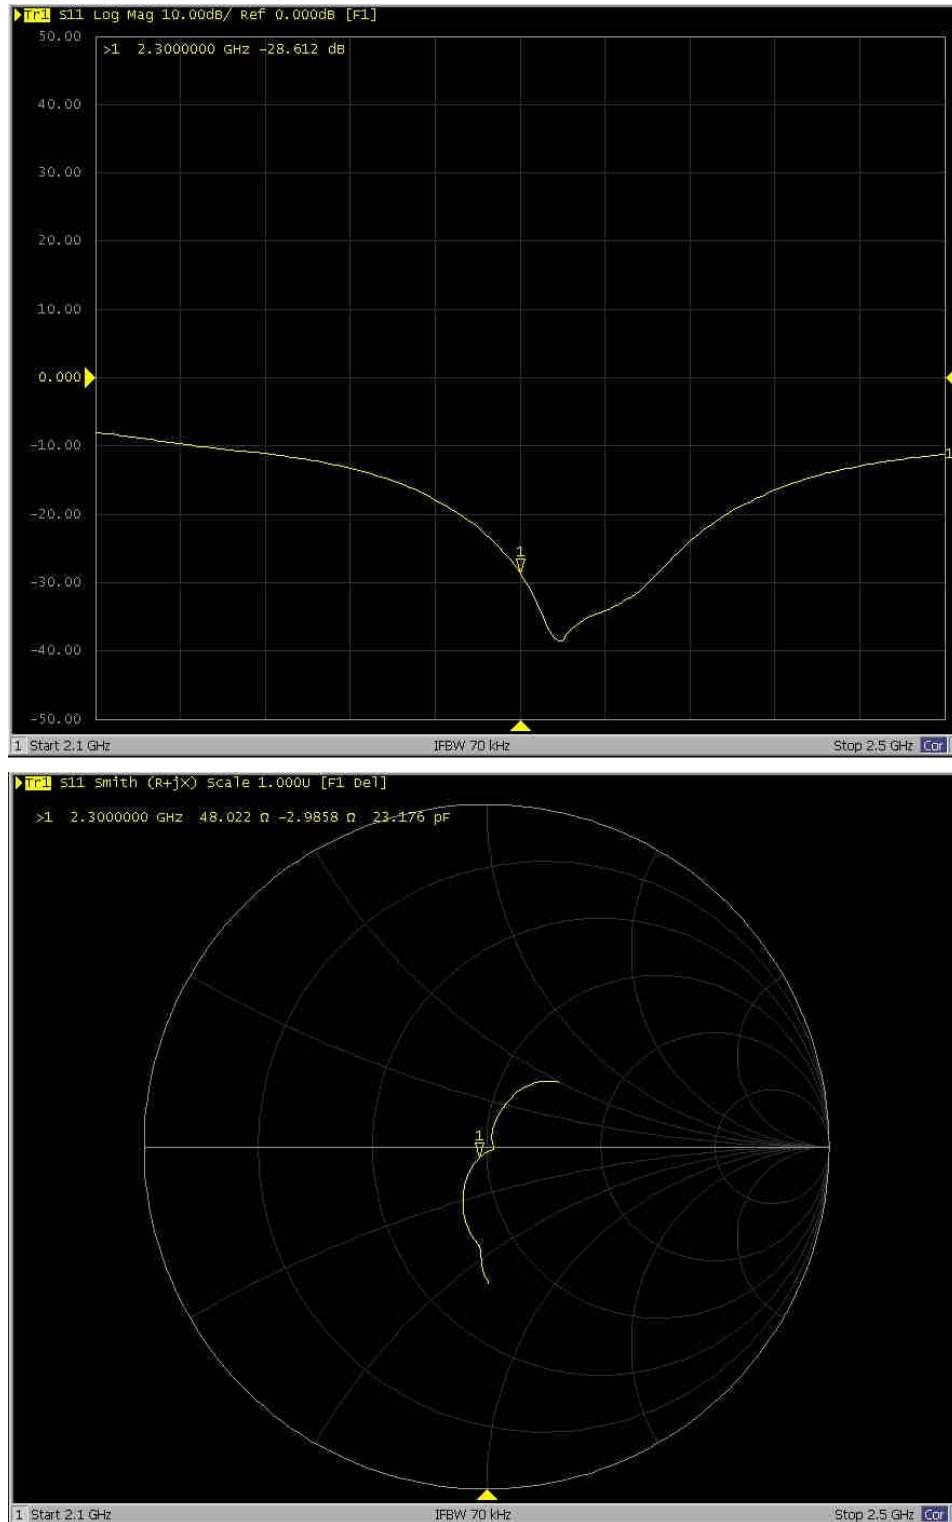 Tr1 S11 Log Mag 10.00dB/ Ref 0.000dB [F1]
50.00
>1 2.3000000 GHz -28.612 dB
40.00
30.00
20.00
10.00
0.000
-10.00
1
-20.00
1
-30.00
-40.00
-50.00
1 Start 2.1 GHz IFBW 70 kHz Stop 2.5 GHz Cor
Tr1 S11 Smith (R+jX) Scale 1.000U [F1 Del]
>1 2.3000000 GHz 48.022 Ω -2.9858 Ω 23.176 pF
1
1 Start 2.1 GHz IFBW 70 kHz Stop 2.5 GHz Cor